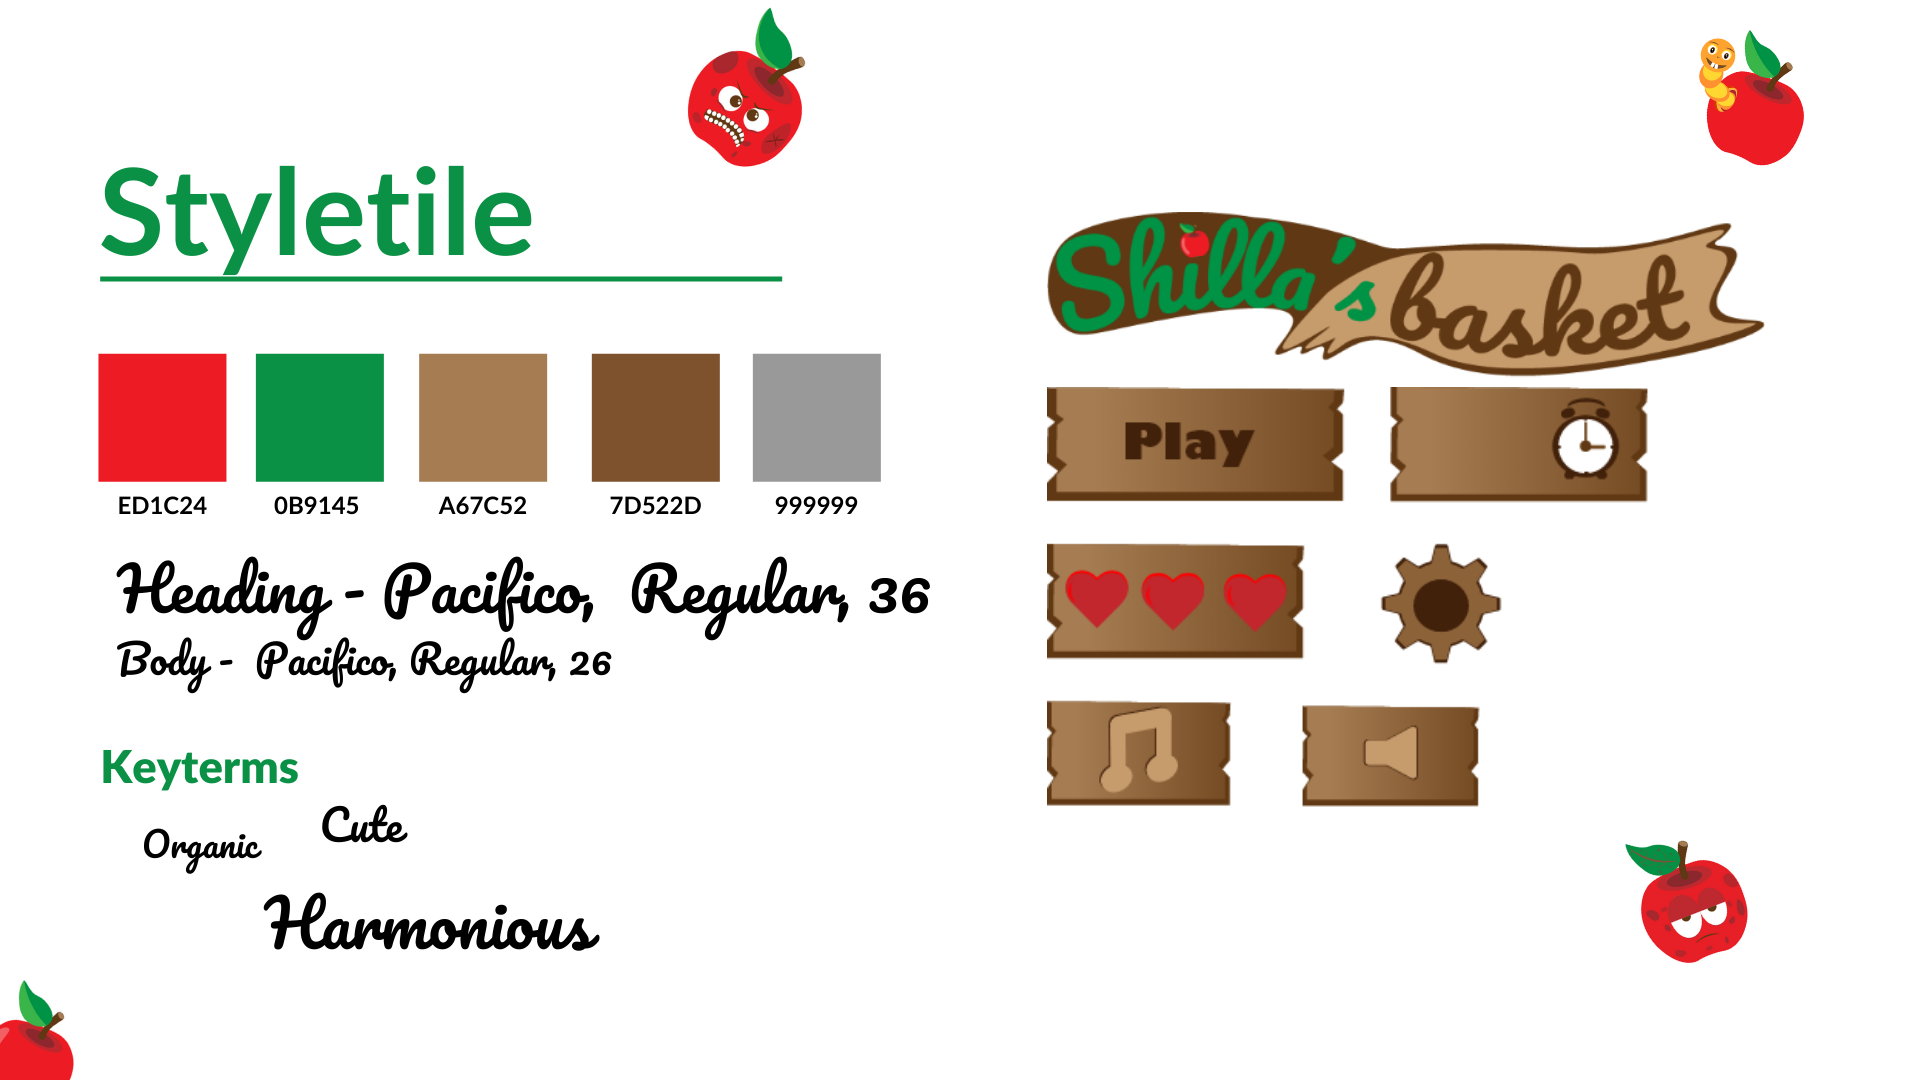 Styletile
ED1C24
0B9145
A67C52
7D522D
999999
Heading - Pacifico, Regular, 36
Body - Pacifico, Regular, 26
Keyterms
Cute
Organic
Harmonious
Shilla's basket
Play